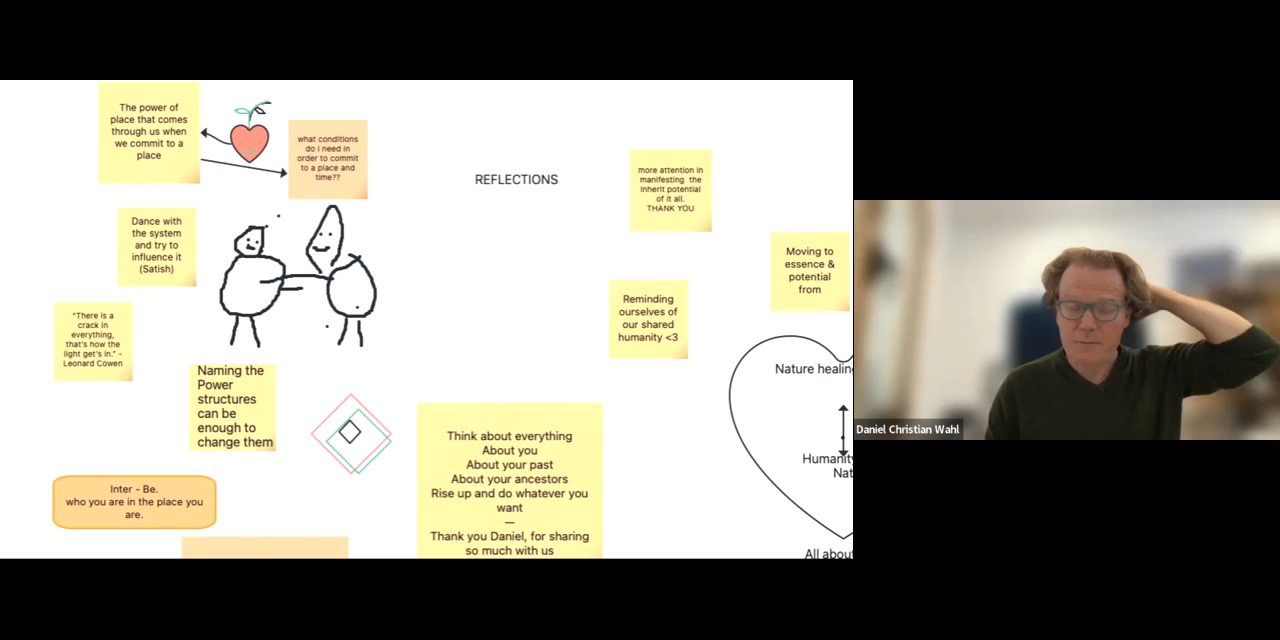 The power of
place that comes
through us when
we commit to a
place
what conditions
do i need in
order to commit
to a place and
time??
REFLECTIONS
more attention in
manifesting the
inherit potential
of it all.
THANK YOU
Dance with
the system
and try to
influence it
(Satish)
Moving to
essence &
potential
from
"There is a
crack in
everything,
that's how the
light get's in." -
Leonard Cowen
Reminding
ourselves of
our shared
humanity <3
Naming the
Power
structures
can be
enough to
change them
Nature healing
Humanity
Nat
All about
Think about everything
About you
About your past
About your ancestors
Rise up and do whatever you
want
—
Thank you Daniel, for sharing
so much with us
Inter - Be.
who you are in the place you
are.
Daniel Christian Wahl